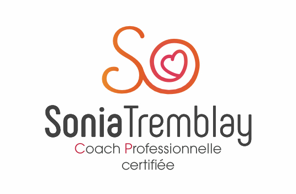 SO
SoniaTremblay
Coach Professionnelle
certifiée